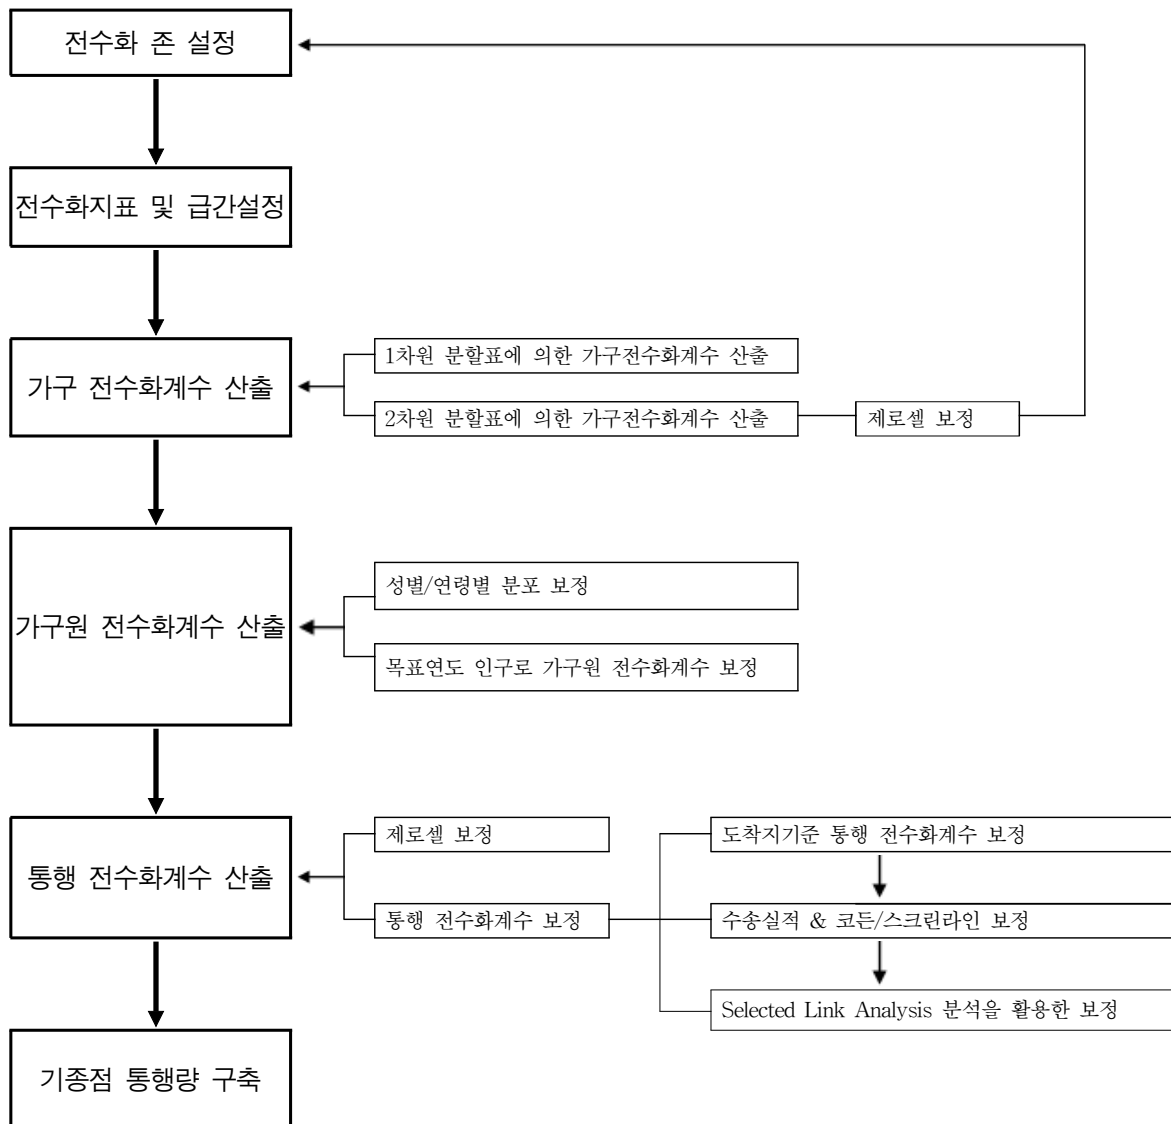 전수화 존 설정
전수화지표 및 급간설정
가구 전수화계수 산출
1차원 분할표에 의한 가구전수화계수 산출
2차원 분할표에 의한 가구전수화계수 산출
제로셀 보정
가구원 전수화계수 산출
성별/연령별 분포 보정
목표연도 인구로 가구원 전수화계수 보정
통행 전수화계수 산출
제로셀 보정
통행 전수화계수 보정
도착지기준 통행 전수화계수 보정
수송실적 & 코든/스크린라인 보정
Selected Link Analysis 분석을 활용한 보정
기종점 통행량 구축